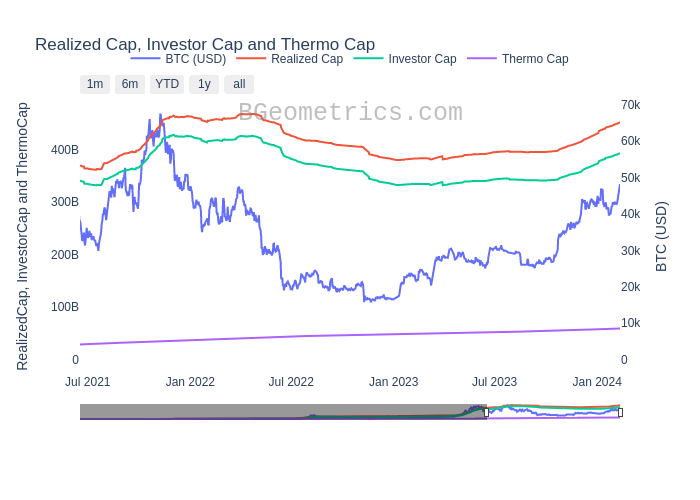 Realized Cap, Investor Cap and Thermo Cap
BTC (USD) Realized Cap Investor Cap Thermo Cap
1m 6m YTD 1y all
BGeometrics.com
RealizedCap, InvestorCap and ThermoCap
400B
300B
200B
100B
0
70k
60k
50k
40k
30k
20k
10k
0
BTC (USD)
Jul 2021 Jan 2022 Jul 2022 Jan 2023 Jul 2023 Jan 2024